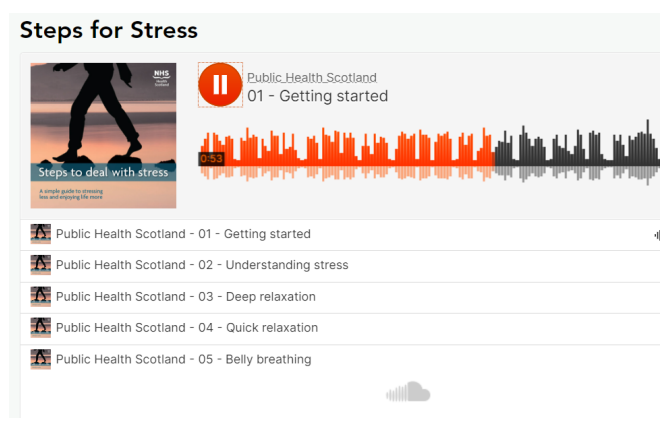 Steps for Stress
NHS
Health
Scotland
Steps to deal with stress
A simple guide to stressing
less and enjoying life more
Public Health Scotland
01 - Getting started
0:53
Public Health Scotland - 01 - Getting started
Public Health Scotland - 02 - Understanding stress
Public Health Scotland - 03 - Deep relaxation
Public Health Scotland - 04 - Quick relaxation
Public Health Scotland - 05 - Belly breathing